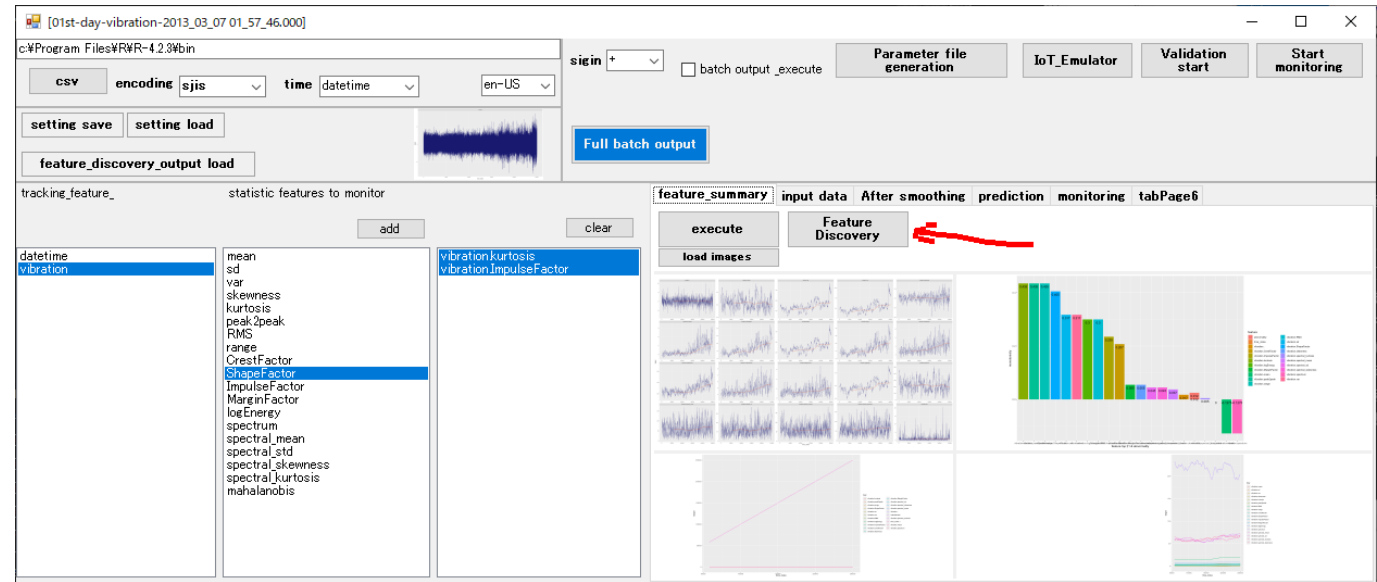 [01st-day-vibration-2013_03_07 01_57_46.000]
c:¥Program Files¥R¥R-4.2.3¥bin
csv
encoding
sjis
time
datetime
en-US
sigin
+
batch output _execute
Parameter file
generation
IoT_Emulator
Validation
start
Start
monitoring
setting save
setting load
feature_discovery_output load
Full batch output
tracking_feature_
statistic features to monitor
add
clear
datetime
vibration
mean
sd
var
skewness
kurtosis
peak2peak
RMS
range
CrestFactor
ShapeFactor
ImpulseFactor
MarginFactor
logEnergy
spectrum
spectral_mean
spectral_std
spectral_skewness
spectral_kurtosis
mahalanobis
vibration.kurtosis
vibration.ImpulseFactor
feature_summary
input data
After smoothing
prediction
monitoring
tabPage6
execute
Feature
Discovery
load images